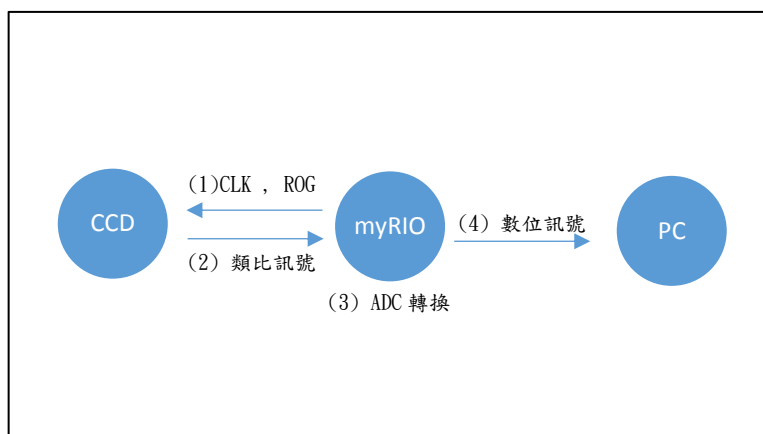 (1)CLK , ROG
CCD
myRIO
(4) 數位訊號
PC
(2) 類比訊號
(3) ADC 轉換